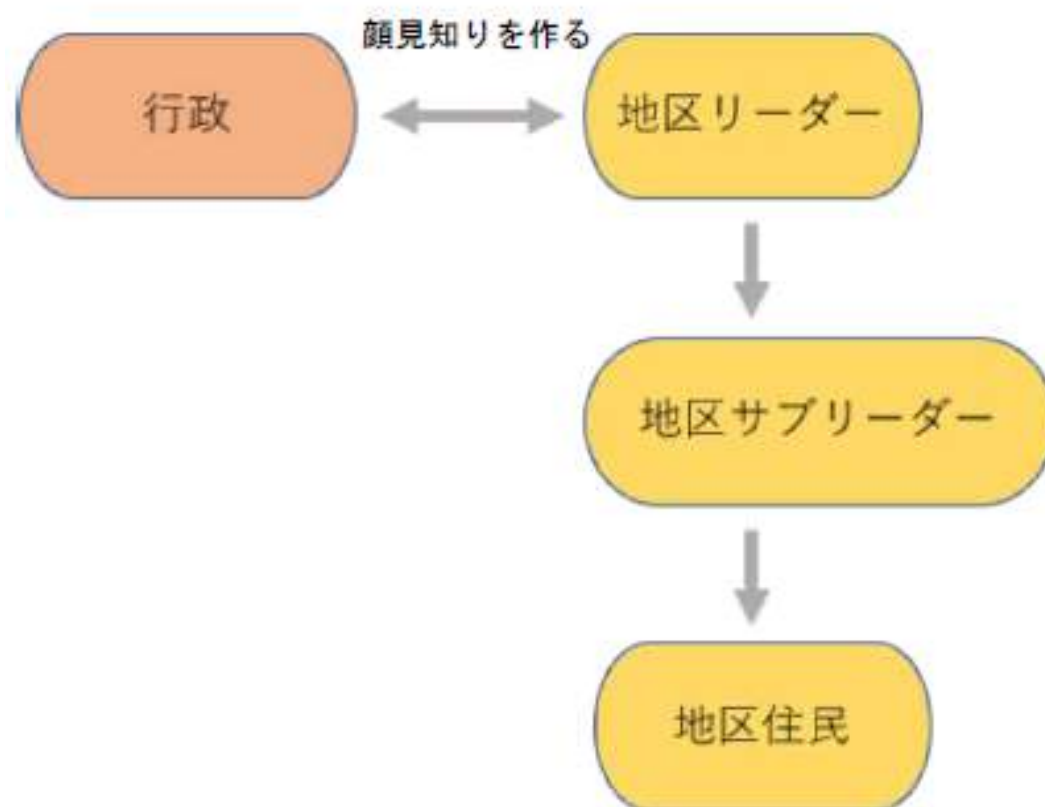 顔見知りを作る
行政
地区リーダー
地区サブリーダー
地区住民